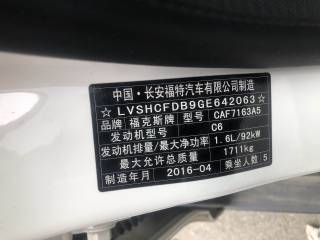 中国·长安福特汽车有限公司制造
★LVSHCFDB9GE642063★
品牌 福克斯牌 型号 CAF7163A5
发动机型号 C6
发动机排量/最大净功率 1.6L/92kW
最大允许总质量 1711kg
制造年月 2016-04 乘坐人数 5